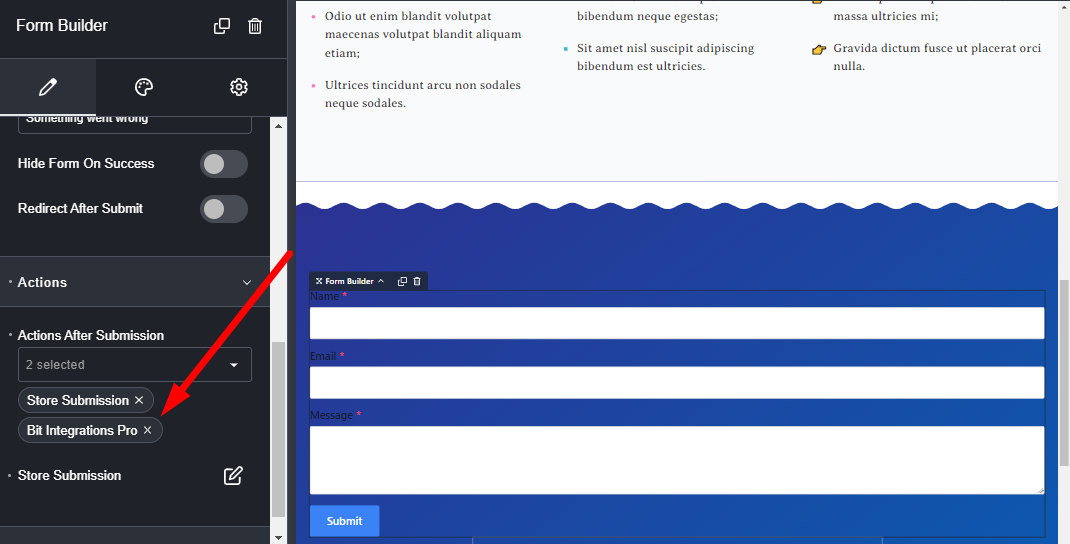 Form Builder
Something went wrong
Hide Form On Success
Redirect After Submit
Actions
Actions After Submission
2 selected
Store Submission ×
Bit Integrations Pro ×
Store Submission
Odio ut enim blandit volutpat
maecenas volutpat blandit aliquam
etiam;
Ultrices tincidunt arcu non sodales
neque sodales.
bibendum neque egestas;
Sit amet nisl suscipit adipiscing
bibendum est ultricies.
massa ultricies mi;
Gravida dictum fusce ut placerat orci
nulla.
Form Builder
Name *
Email *
Message *
Submit